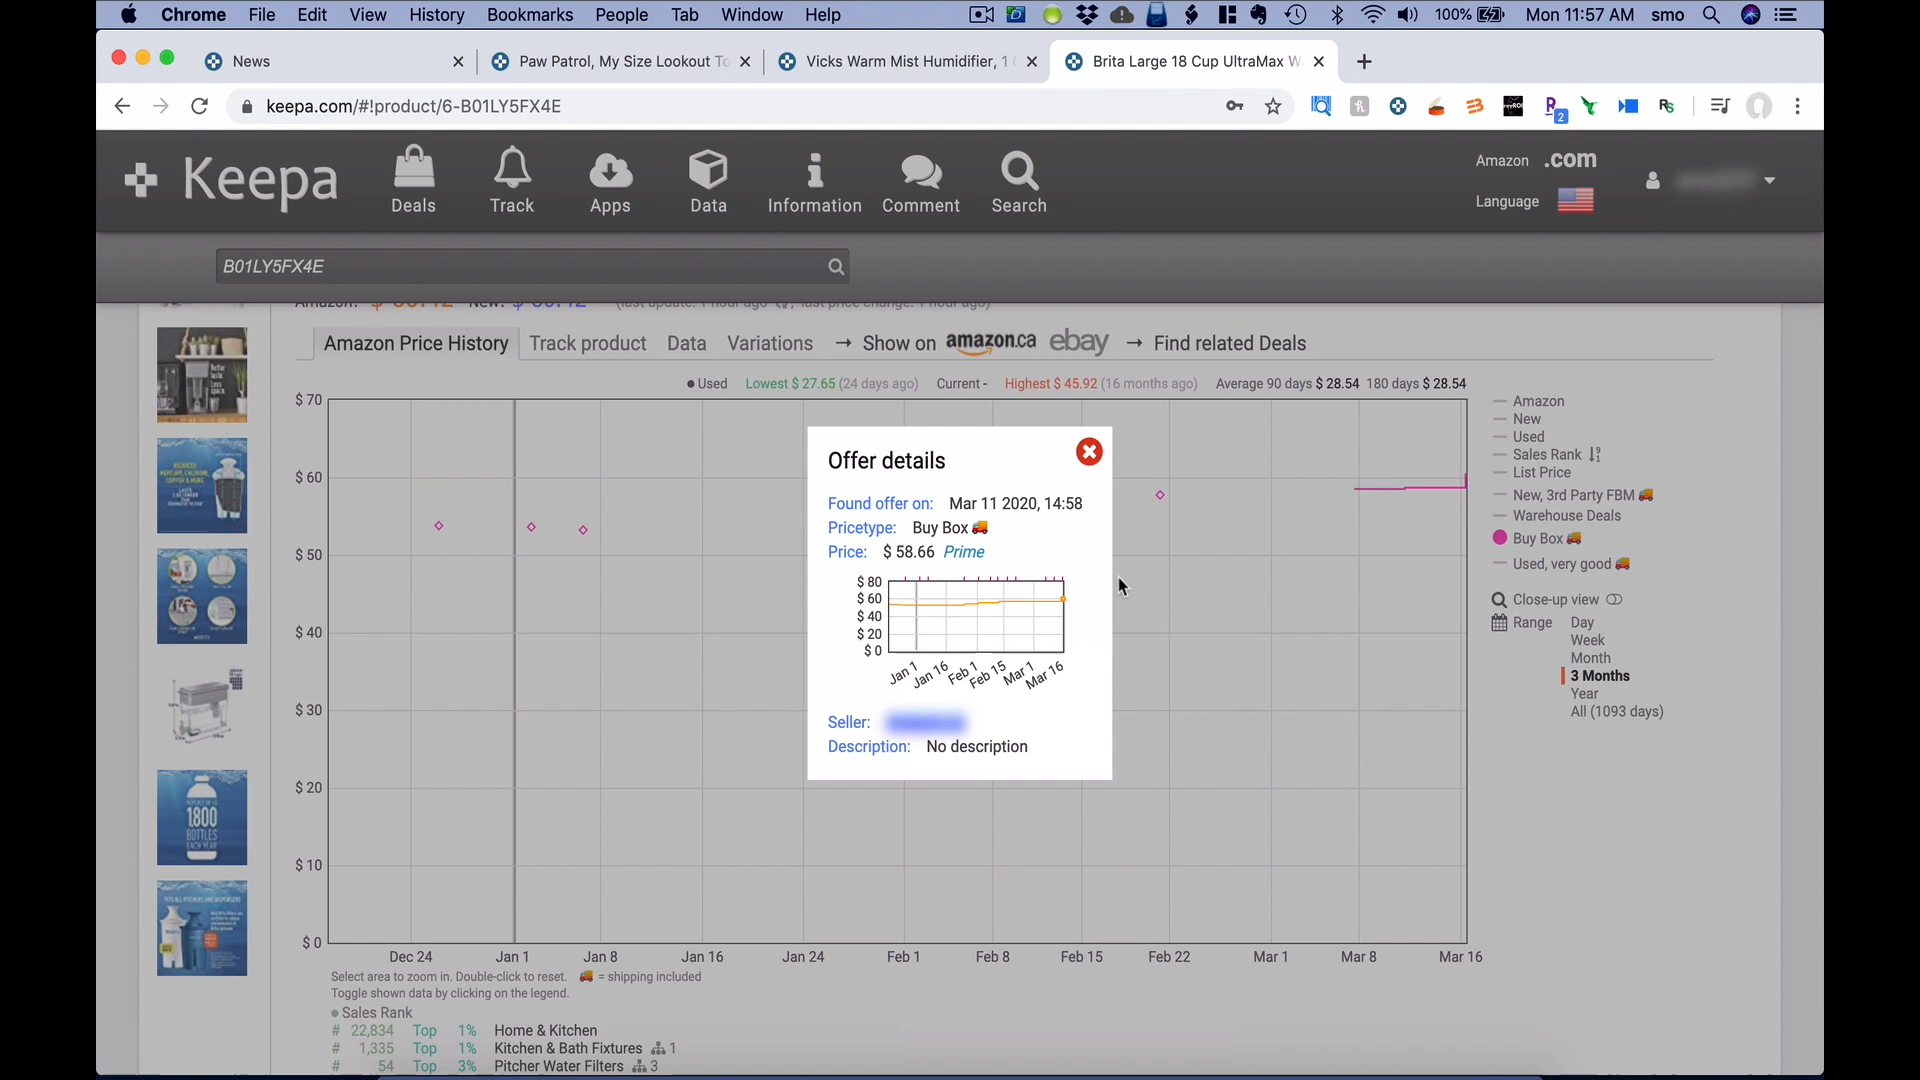 Chrome File Edit View History Bookmarks People Tab Window Help 100% Mon 11:57 AM smo
News
Paw Patrol, My Size Lookout To
Vicks Warm Mist Humidifier, 1
Brita Large 18 Cup UltraMax W
keepa.com/#!product/6-B01LY5FX4E
2
Keepa
Deals Track Apps Data Information Comment Search
Amazon .com
Language
B01LY5FX4E
Amazon Price History Track product Data Variations → Show on amazon.ca ebay → Find related Deals
Used Lowest $ 27.65 (24 days ago) Current - Highest $ 45.92 (16 months ago) Average 90 days $ 28.54 180 days $ 28.54
$ 70
$ 60
$ 50
$ 40
$ 30
$ 20
$ 10
$ 0
Dec 24 Jan 1 Jan 8 Jan 16 Jan 24 Feb 1 Feb 8 Feb 15 Feb 22 Mar 1 Mar 8 Mar 16
Offer details
Found offer on: Mar 11 2020, 14:58
Pricetype: Buy Box
Price: $ 58.66 Prime
$ 80
$ 60
$ 40
$ 20
$ 0
Jan 1 Jan 16 Feb 1 Feb 15 Mar 1 Mar 16
Seller:
Description: No description
Amazon
New
Used
Sales Rank
List Price
New, 3rd Party FBM
Warehouse Deals
Buy Box
Used, very good
Close-up view
Range Day
Week
Month
3 Months
Year
All (1093 days)
1800
BOTTLES
EACH YEAR
Select area to zoom in. Double-click to reset. = shipping included
Toggle shown data by clicking on the legend.
Sales Rank
# 22,834 Top 1% Home & Kitchen
# 1,335 Top 1% Kitchen & Bath Fixtures 1
# 54 Top 3% Pitcher Water Filters 3